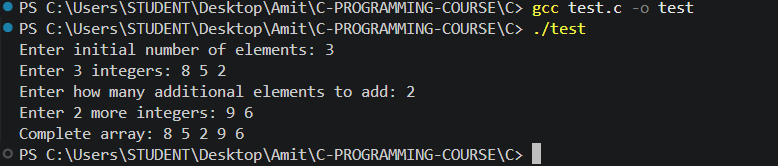 PS C:\Users\STUDENT\Desktop\Amit\C-PROGRAMMING-COURSE\C> gcc test.c -o test
PS C:\Users\STUDENT\Desktop\Amit\C-PROGRAMMING-COURSE\C> ./test
Enter initial number of elements: 3
Enter 3 integers: 8 5 2
Enter how many additional elements to add: 2
Enter 2 more integers: 9 6
Complete array: 8 5 2 9 6
PS C:\Users\STUDENT\Desktop\Amit\C-PROGRAMMING-COURSE\C>